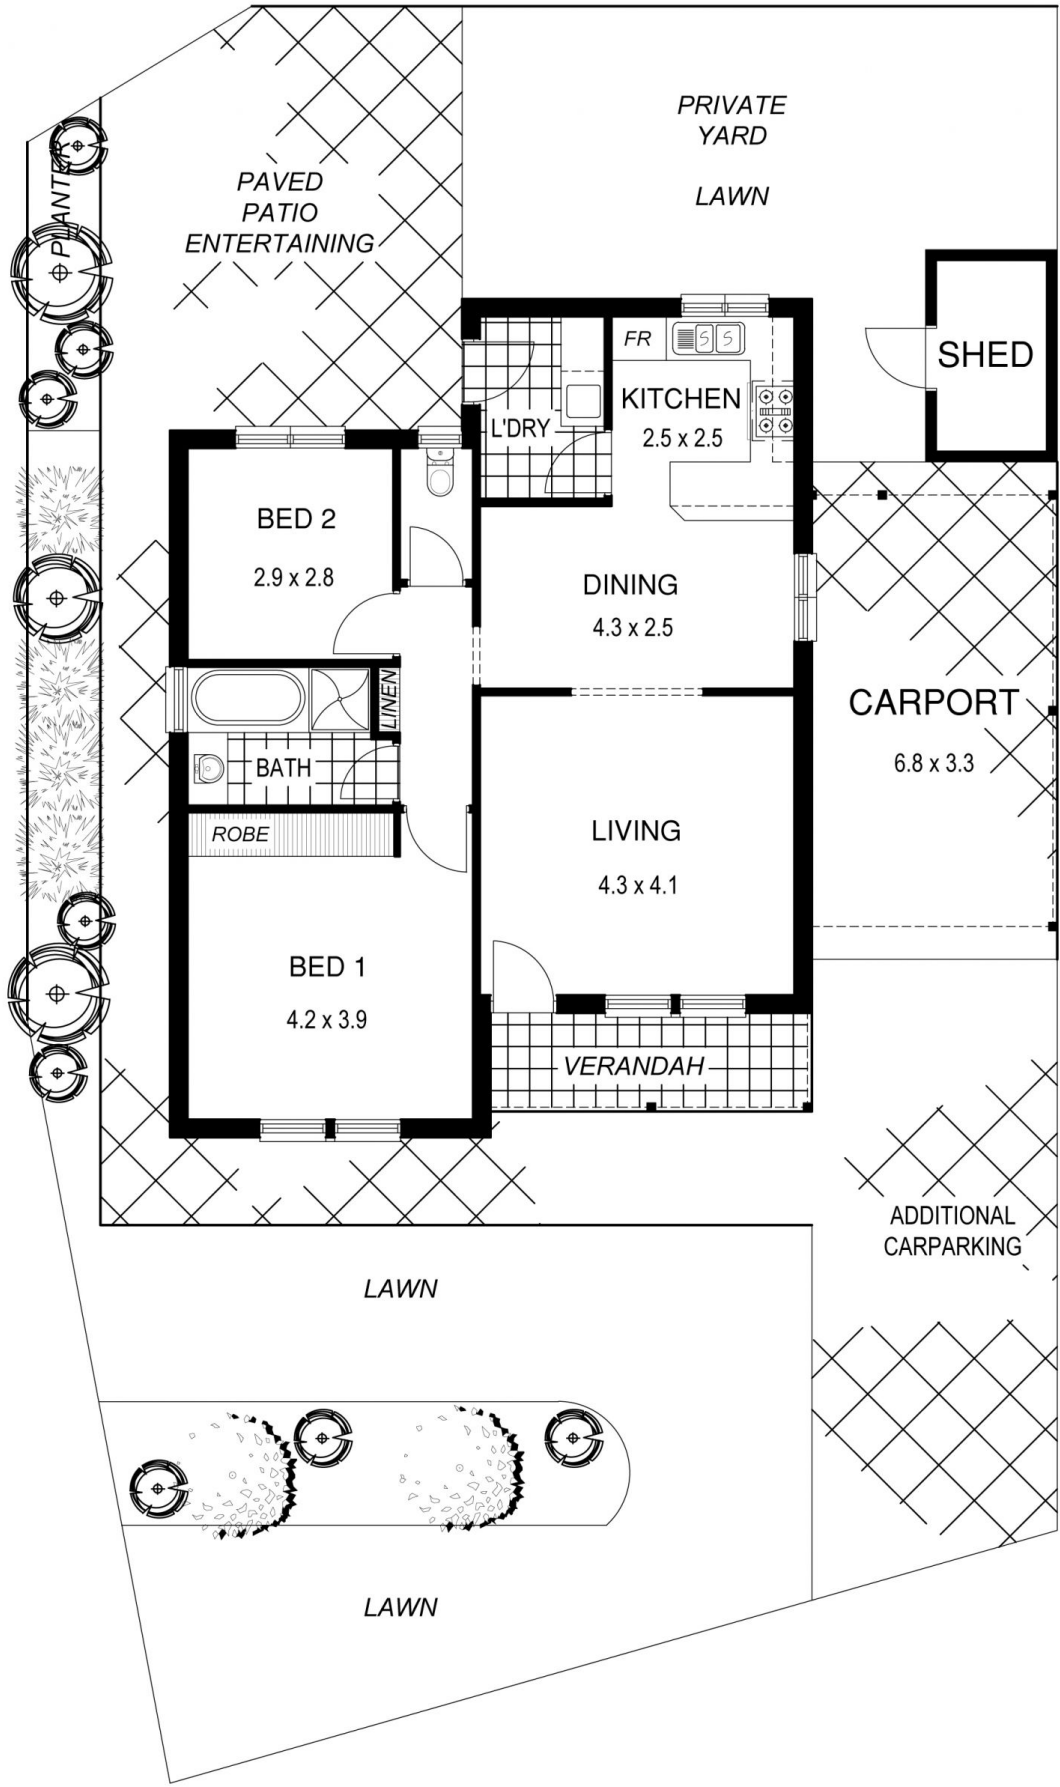 PRIVATE
YARD
LAWN
PLANTER
PAVED
PATIO
ENTERTAINING
SHED
FR
KITCHEN
2.5 x 2.5
L'DRY
BED 2
2.9 x 2.8
DINING
4.3 x 2.5
LINEN
CARPORT
6.8 x 3.3
BATH
ROBE
LIVING
4.3 x 4.1
BED 1
4.2 x 3.9
VERANDAH
ADDITIONAL
CARPARKING
LAWN
LAWN